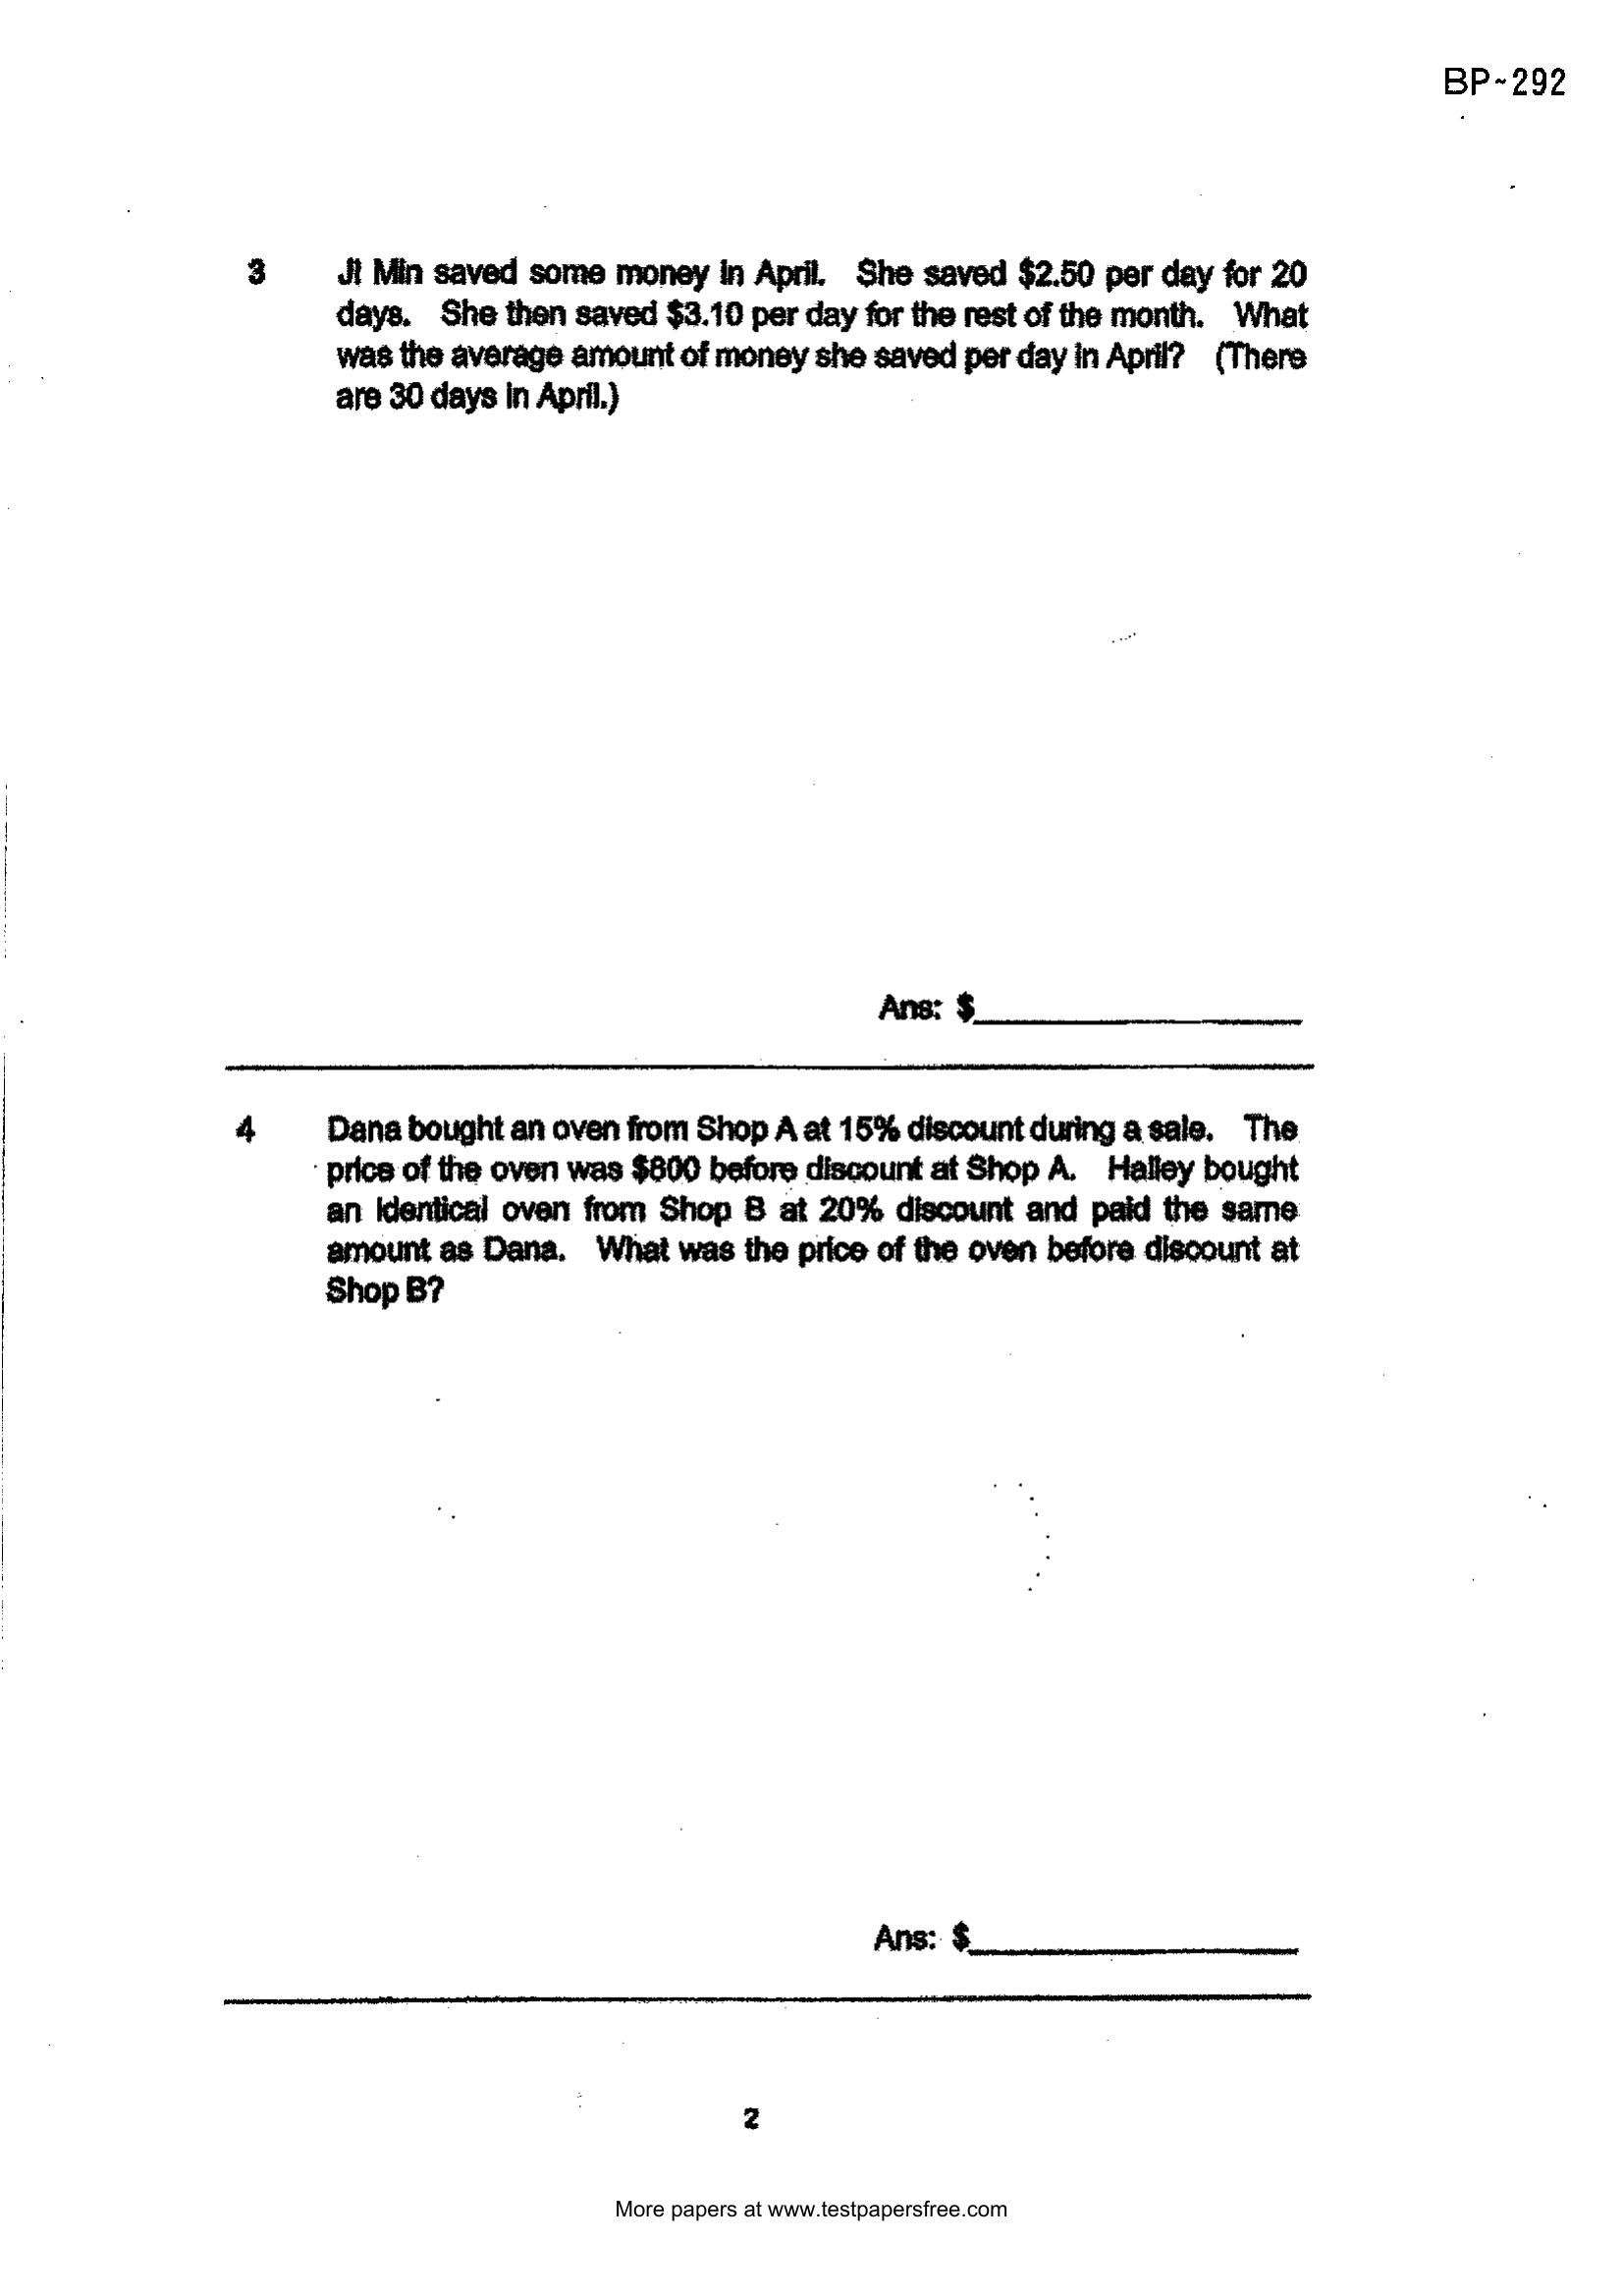 BP~292
3 Ji Min saved some money in April. She saved $2.50 per day for 20
days. She then saved $3.10 per day for the rest of the month. What
was the average amount of money she saved per day in April? (There
are 30 days in April.)
Ans: $
4 Dana bought an oven from Shop A at 15% discount during a sale. The
price of the oven was $800 before discount at Shop A. Halley bought
an identical oven from Shop B at 20% discount and paid the same
amount as Dana. What was the price of the oven before discount at
Shop B?
Ans: $
2
More papers at www.testpapersfree.com